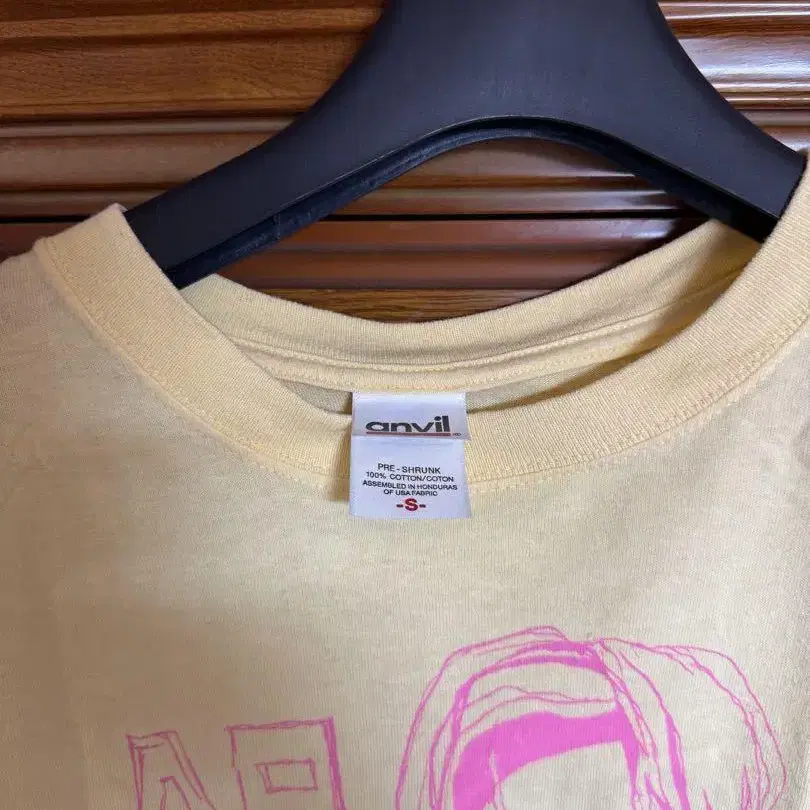 anvil®
PRE-SHRUNK
100% COTTON/COTON
ASSEMBLED IN HONDURAS
OF USA FABRIC
-S-